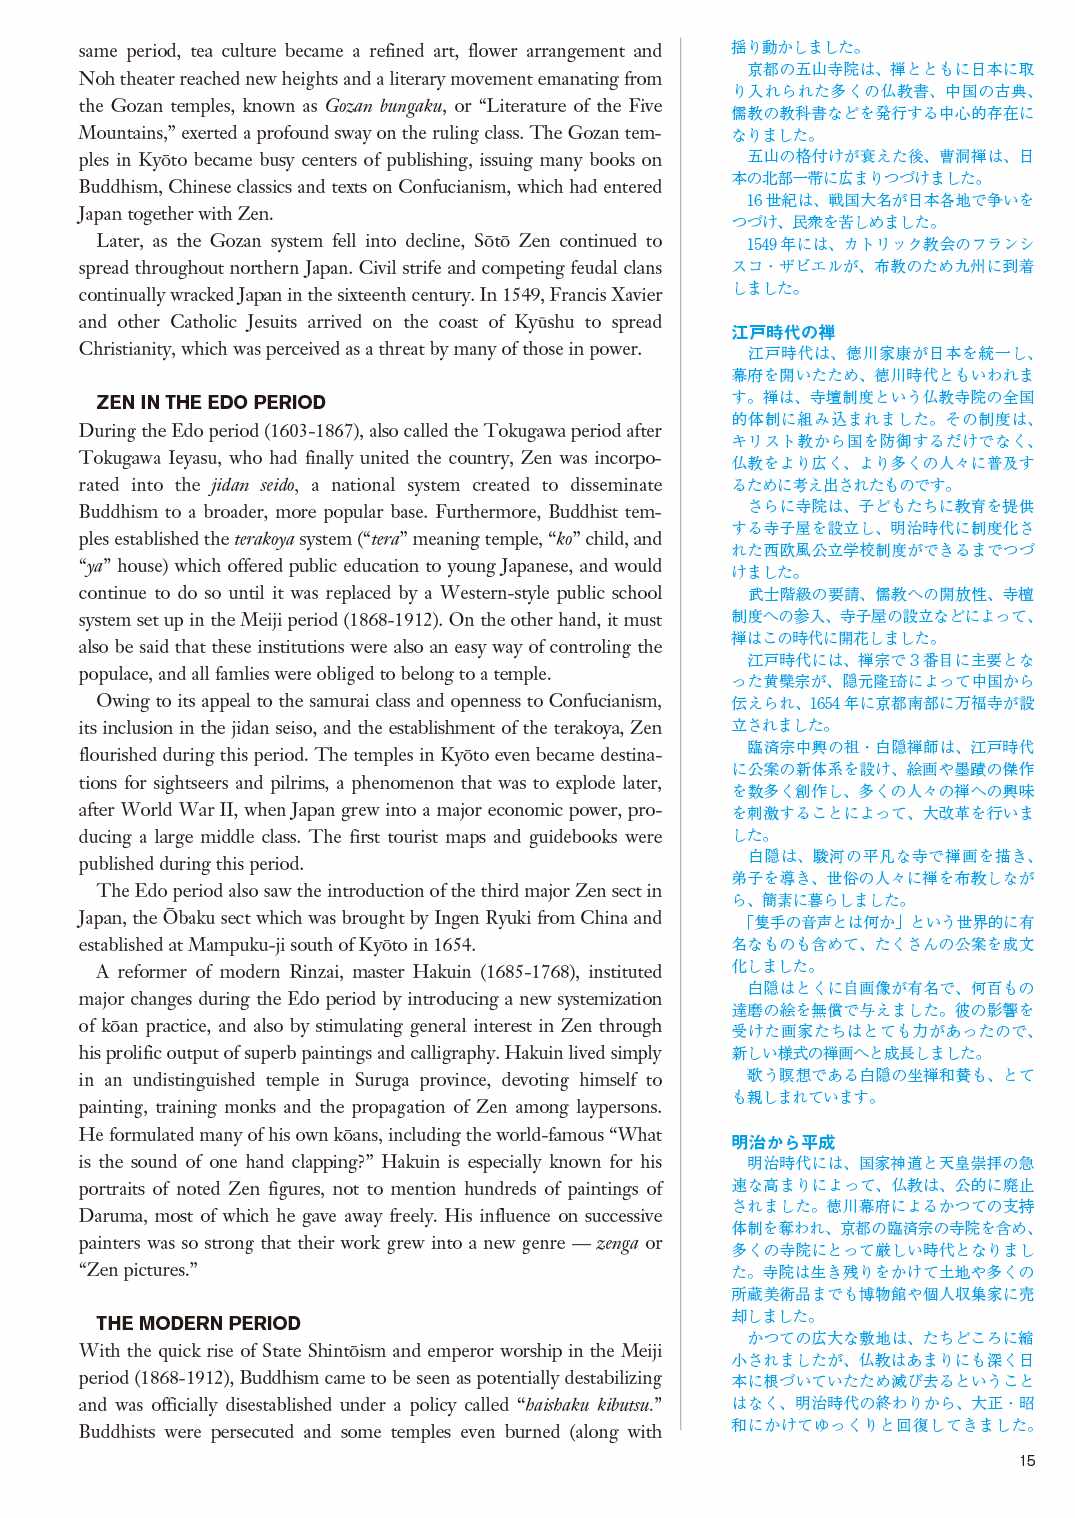 same period, tea culture became a refined art, flower arrangement and
Noh theater reached new heights and a literary movement emanating from
the Gozan temples, known as Gozan bungaku, or “Literature of the Five
Mountains,” exerted a profound sway on the ruling class. The Gozan tem-
ples in Kyōto became busy centers of publishing, issuing many books on
Buddhism, Chinese classics and texts on Confucianism, which had entered
Japan together with Zen.
Later, as the Gozan system fell into decline, Sōtō Zen continued to
spread throughout northern Japan. Civil strife and competing feudal clans
continually wracked Japan in the sixteenth century. In 1549, Francis Xavier
and other Catholic Jesuits arrived on the coast of Kyūshu to spread
Christianity, which was perceived as a threat by many of those in power.
ZEN IN THE EDO PERIOD
During the Edo period (1603-1867), also called the Tokugawa period after
Tokugawa Ieyasu, who had finally united the country, Zen was incorpo-
rated into the jidan seido, a national system created to disseminate
Buddhism to a broader, more popular base. Furthermore, Buddhist tem-
ples established the terakoya system (“tera” meaning temple, “ko” child, and
“ya” house) which offered public education to young Japanese, and would
continue to do so until it was replaced by a Western-style public school
system set up in the Meiji period (1868-1912). On the other hand, it must
also be said that these institutions were also an easy way of controling the
populace, and all famlies were obliged to belong to a temple.
Owing to its appeal to the samurai class and openness to Confucianism,
its inclusion in the jidan seiso, and the establishment of the terakoya, Zen
flourished during this period. The temples in Kyōto even became destina-
tions for sightseers and pilrims, a phenomenon that was to explode later,
after World War II, when Japan grew into a major economic power, pro-
ducing a large middle class. The first tourist maps and guidebooks were
published during this period.
The Edo period also saw the introduction of the third major Zen sect in
Japan, the Ōbaku sect which was brought by Ingen Ryuki from China and
established at Mampuku-ji south of Kyōto in 1654.
A reformer of modern Rinzai, master Hakuin (1685-1768), instituted
major changes during the Edo period by introducing a new systemization
of kōan practice, and also by stimulating general interest in Zen through
his prolific output of superb paintings and calligraphy. Hakuin lived simply
in an undistinguished temple in Suruga province, devoting himself to
painting, training monks and the propagation of Zen among laypersons.
He formulated many of his own kōans, including the world-famous “What
is the sound of one hand clapping?” Hakuin is especially known for his
portraits of noted Zen figures, not to mention hundreds of paintings of
Daruma, most of which he gave away freely. His influence on successive
painters was so strong that their work grew into a new genre — zenga or
“Zen pictures.”
THE MODERN PERIOD
With the quick rise of State Shintōism and emperor worship in the Meiji
period (1868-1912), Buddhism came to be seen as potentially destabilizing
and was officially disestablished under a policy called “haishaku kibutsu.”
Buddhists were persecuted and some temples even burned (along with
揺り動かしました。
京都の五山寺院は、禅とともに日本に取
り入れられた多くの仏教書、中国の古典、
儒教の教科書などを発行する中心的存在に
なりました。
五山の格付けが衰えた後、曹洞禅は、日
本の北部一帯に広まりつづけました。
16世紀は、戦国大名が日本各地で争いを
つづけ、民衆を苦しめました。
1549年には、カトリック教会のフランシ
スコ・ザビエルが、布教のため九州に到着
しました。
江戸時代の禅
江戸時代は、徳川家康が日本を統一し、
幕府を開いたため、徳川時代ともいわれま
す。禅は、寺壇制度という仏教寺院の全国
的体制に組み込まれました。その制度は、
キリスト教から国を防御するだけでなく、
仏教をより広く、より多くの人々に普及す
るために考え出されたものです。
さらに寺院は、子どもたちに教育を提供
する寺子屋を設立し、明治時代に制度化さ
れた西欧風公立学校制度ができるまでつづ
けました。
武士階級の要請、儒教への開放性、寺檀
制度への参入、寺子屋の設立などによって、
禅はこの時代に開花しました。
江戸時代には、禅宗で３番目に主要とな
った黄檗宗が、隠元隆琦によって中国から
伝えられ、1654年に京都南部に万福寺が設
立されました。
臨済宗中興の祖・白隠禅師は、江戸時代
に公案の新体系を設け、絵画や墨蹟の傑作
を数多く創作し、多くの人々の禅への興味
を刺激することによって、大改革を行いま
した。
白隠は、駿河の平凡な寺で禅画を描き、
弟子を導き、世俗の人々に禅を布教しなが
ら、簡素に暮らしました。
「隻手の音声とは何か」という世界的に有
名なものも含めて、たくさんの公案を成文
化しました。
白隠はとくに自画像が有名で、何百もの
達磨の絵を無償で与えました。彼の影響を
受けた画家たちはとても力があったので、
新しい様式の禅画へと成長しました。
歌う瞑想である白隠の坐禅和賛も、とて
も親しまれています。
明治から平成
明治時代には、国家神道と天皇崇拝の急
速な高まりによって、仏教は、公的に廃止
されました。徳川幕府によるかつての支持
体制を奪われ、京都の臨済宗の寺院を含め、
多くの寺院にとって厳しい時代となりまし
た。寺院は生き残りをかけて土地や多くの
所蔵美術品までも博物館や個人収集家に売
却しました。
かつての広大な敷地は、たちどころに縮
小されましたが、仏教はあまりにも深く日
本に根づいていたため滅び去るということ
はなく、明治時代の終わりから、大正・昭
和にかけてゆっくりと回復してきました。
15